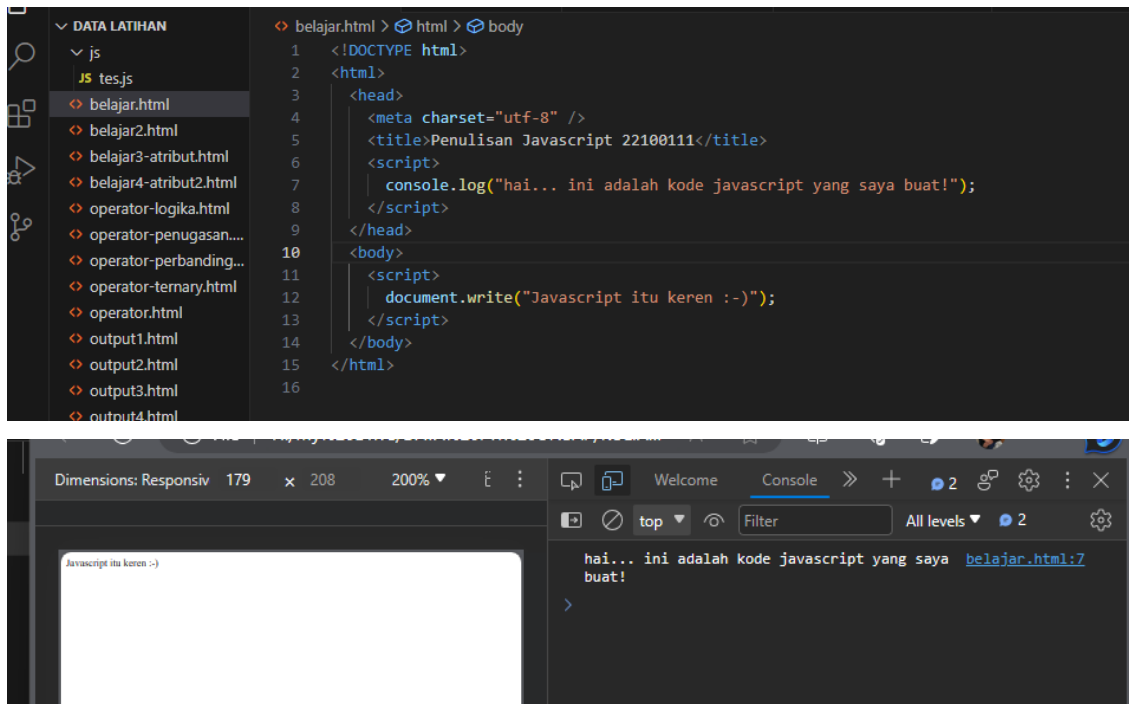 DATA LATIHAN
js
JS tes.js
belajar.html
belajar2.html
belajar3-atribut.html
belajar4-atribut2.html
operator-logika.html
operator-penugasan....
operator-perbanding...
operator-ternary.html
operator.html
output1.html
output2.html
output3.html
output4.html
belajar.html > html > body
1 <!DOCTYPE html>
2 <html>
3 <head>
4 <meta charset="utf-8" />
5 <title>Penulisan Javascript 22100111</title>
6 <script>
7 console.log("hai... ini adalah kode javascript yang saya buat!");
8 </script>
9 </head>
10 <body>
11 <script>
12 document.write("Javascript itu keren :-)");
13 </script>
14 </body>
15 </html>
16
Dimensions: Responsiv 179 x 208 200%
Welcome Console 2
top Filter All levels 2
Javascript itu keren :-)
hai... ini adalah kode javascript yang saya belajar.html:7
buat!